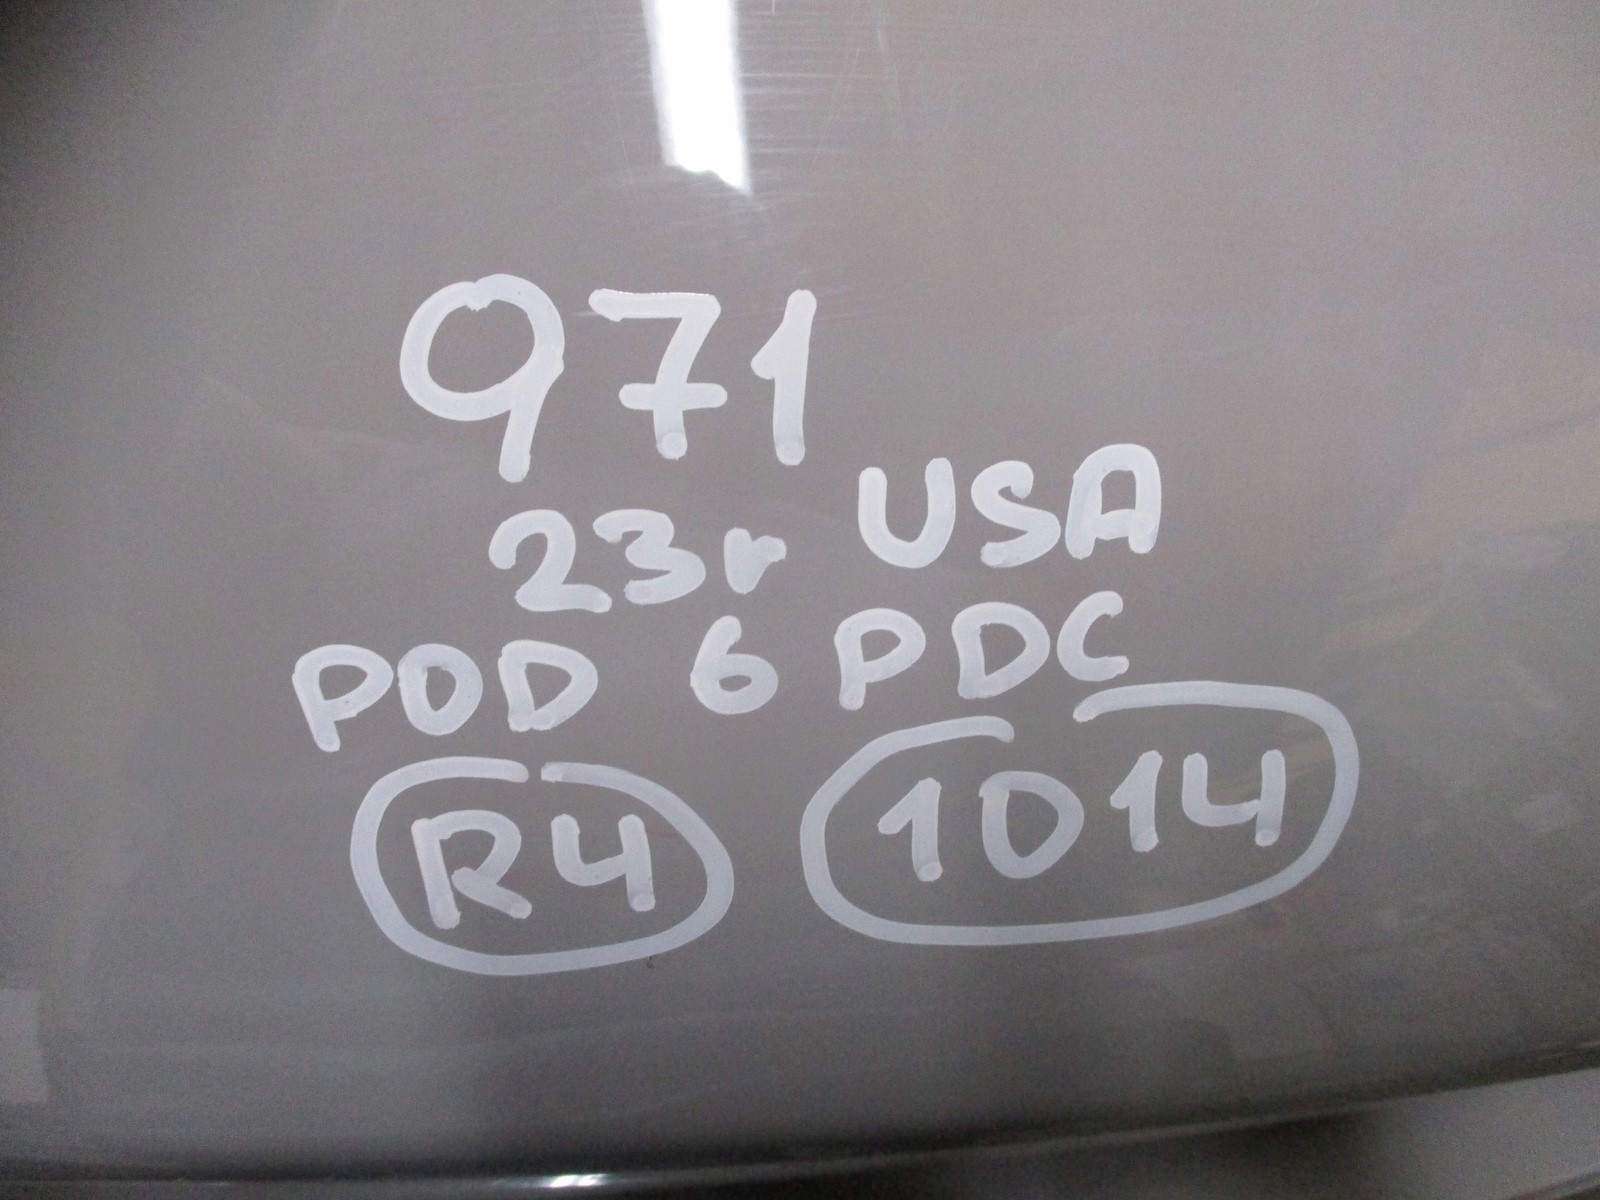 971
23r USA
POD 6 PDC
R4 1014